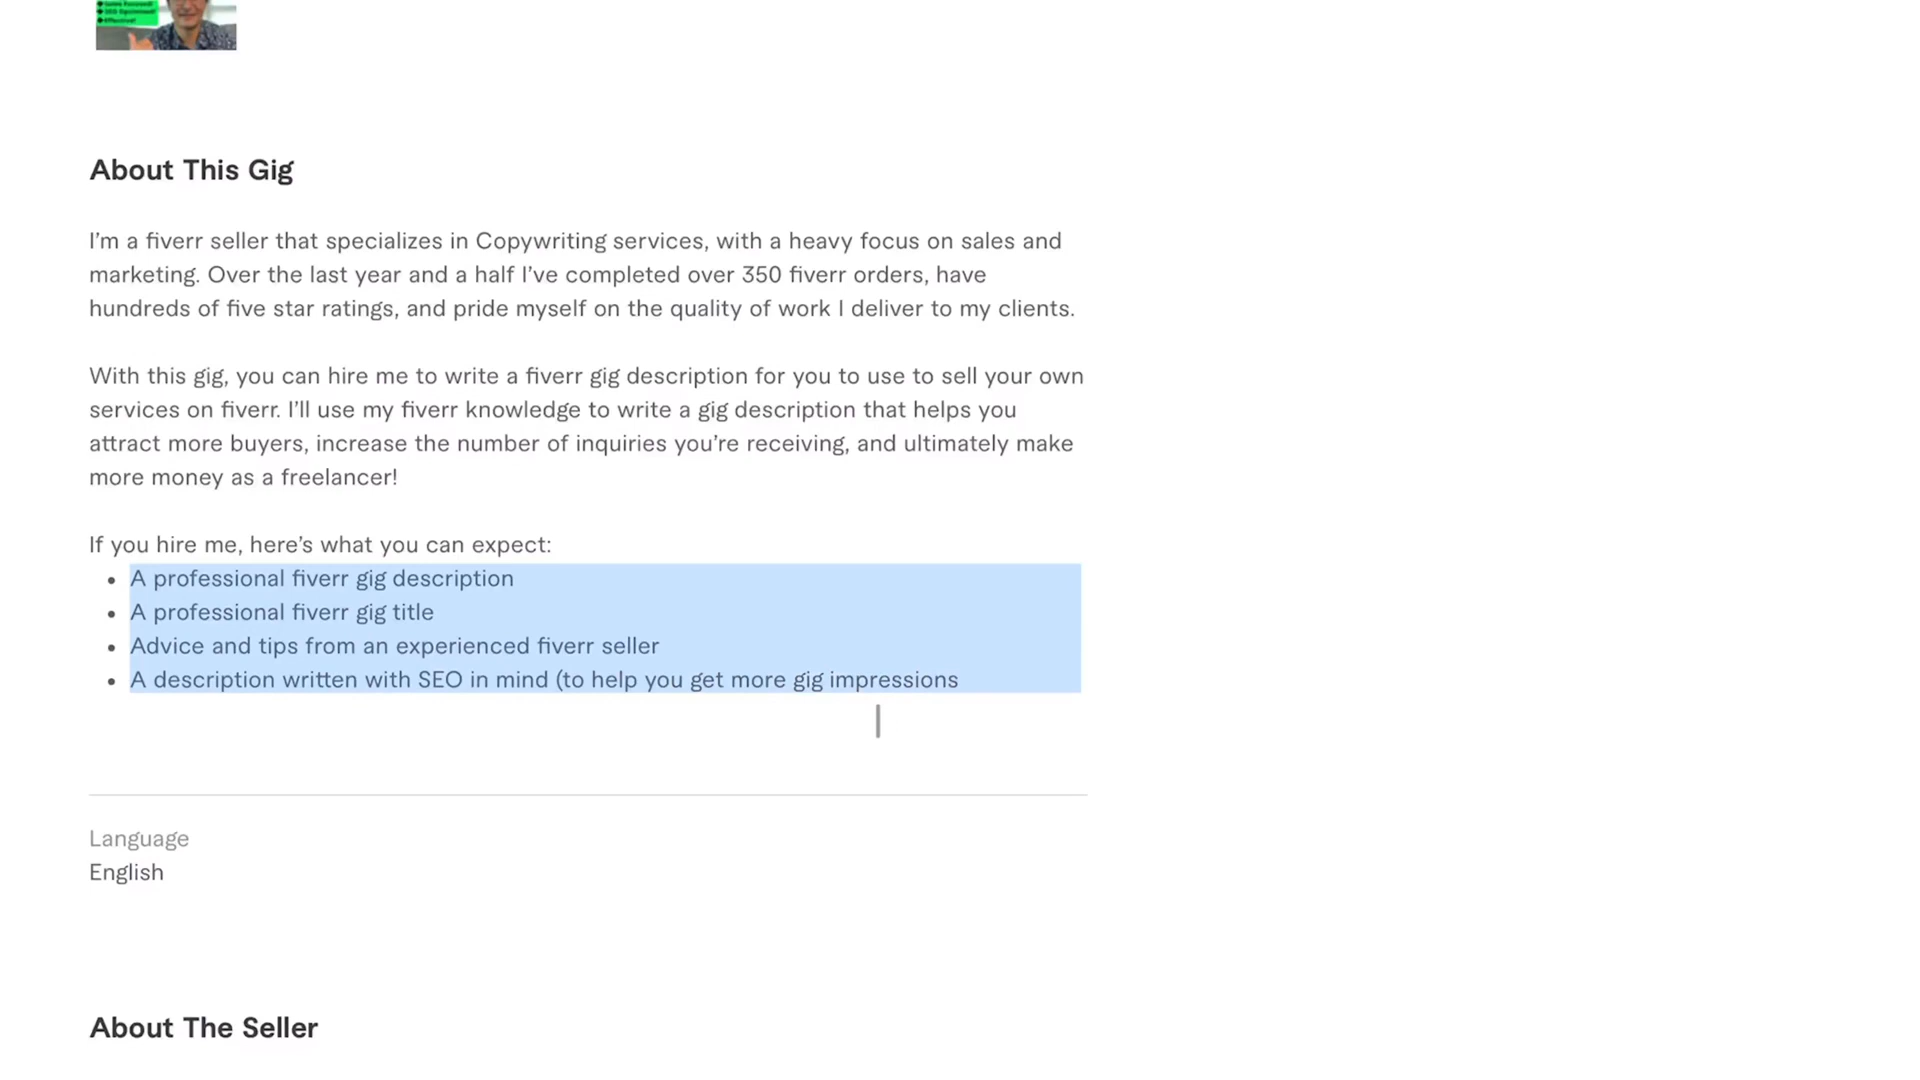 About This Gig
I’m a fiverr seller that specializes in Copywriting services, with a heavy focus on sales and
marketing. Over the last year and a half I’ve completed over 350 fiverr orders, have
hundreds of five star ratings, and pride myself on the quality of work I deliver to my clients.
With this gig, you can hire me to write a fiverr gig description for you to use to sell your own
services on fiverr. I’ll use my fiverr knowledge to write a gig description that helps you
attract more buyers, increase the number of inquiries you’re receiving, and ultimately make
more money as a freelancer!
If you hire me, here’s what you can expect:
• A professional fiverr gig description
• A professional fiverr gig title
• Advice and tips from an experienced fiverr seller
• A description written with SEO in mind (to help you get more gig impressions
Language
English
About The Seller